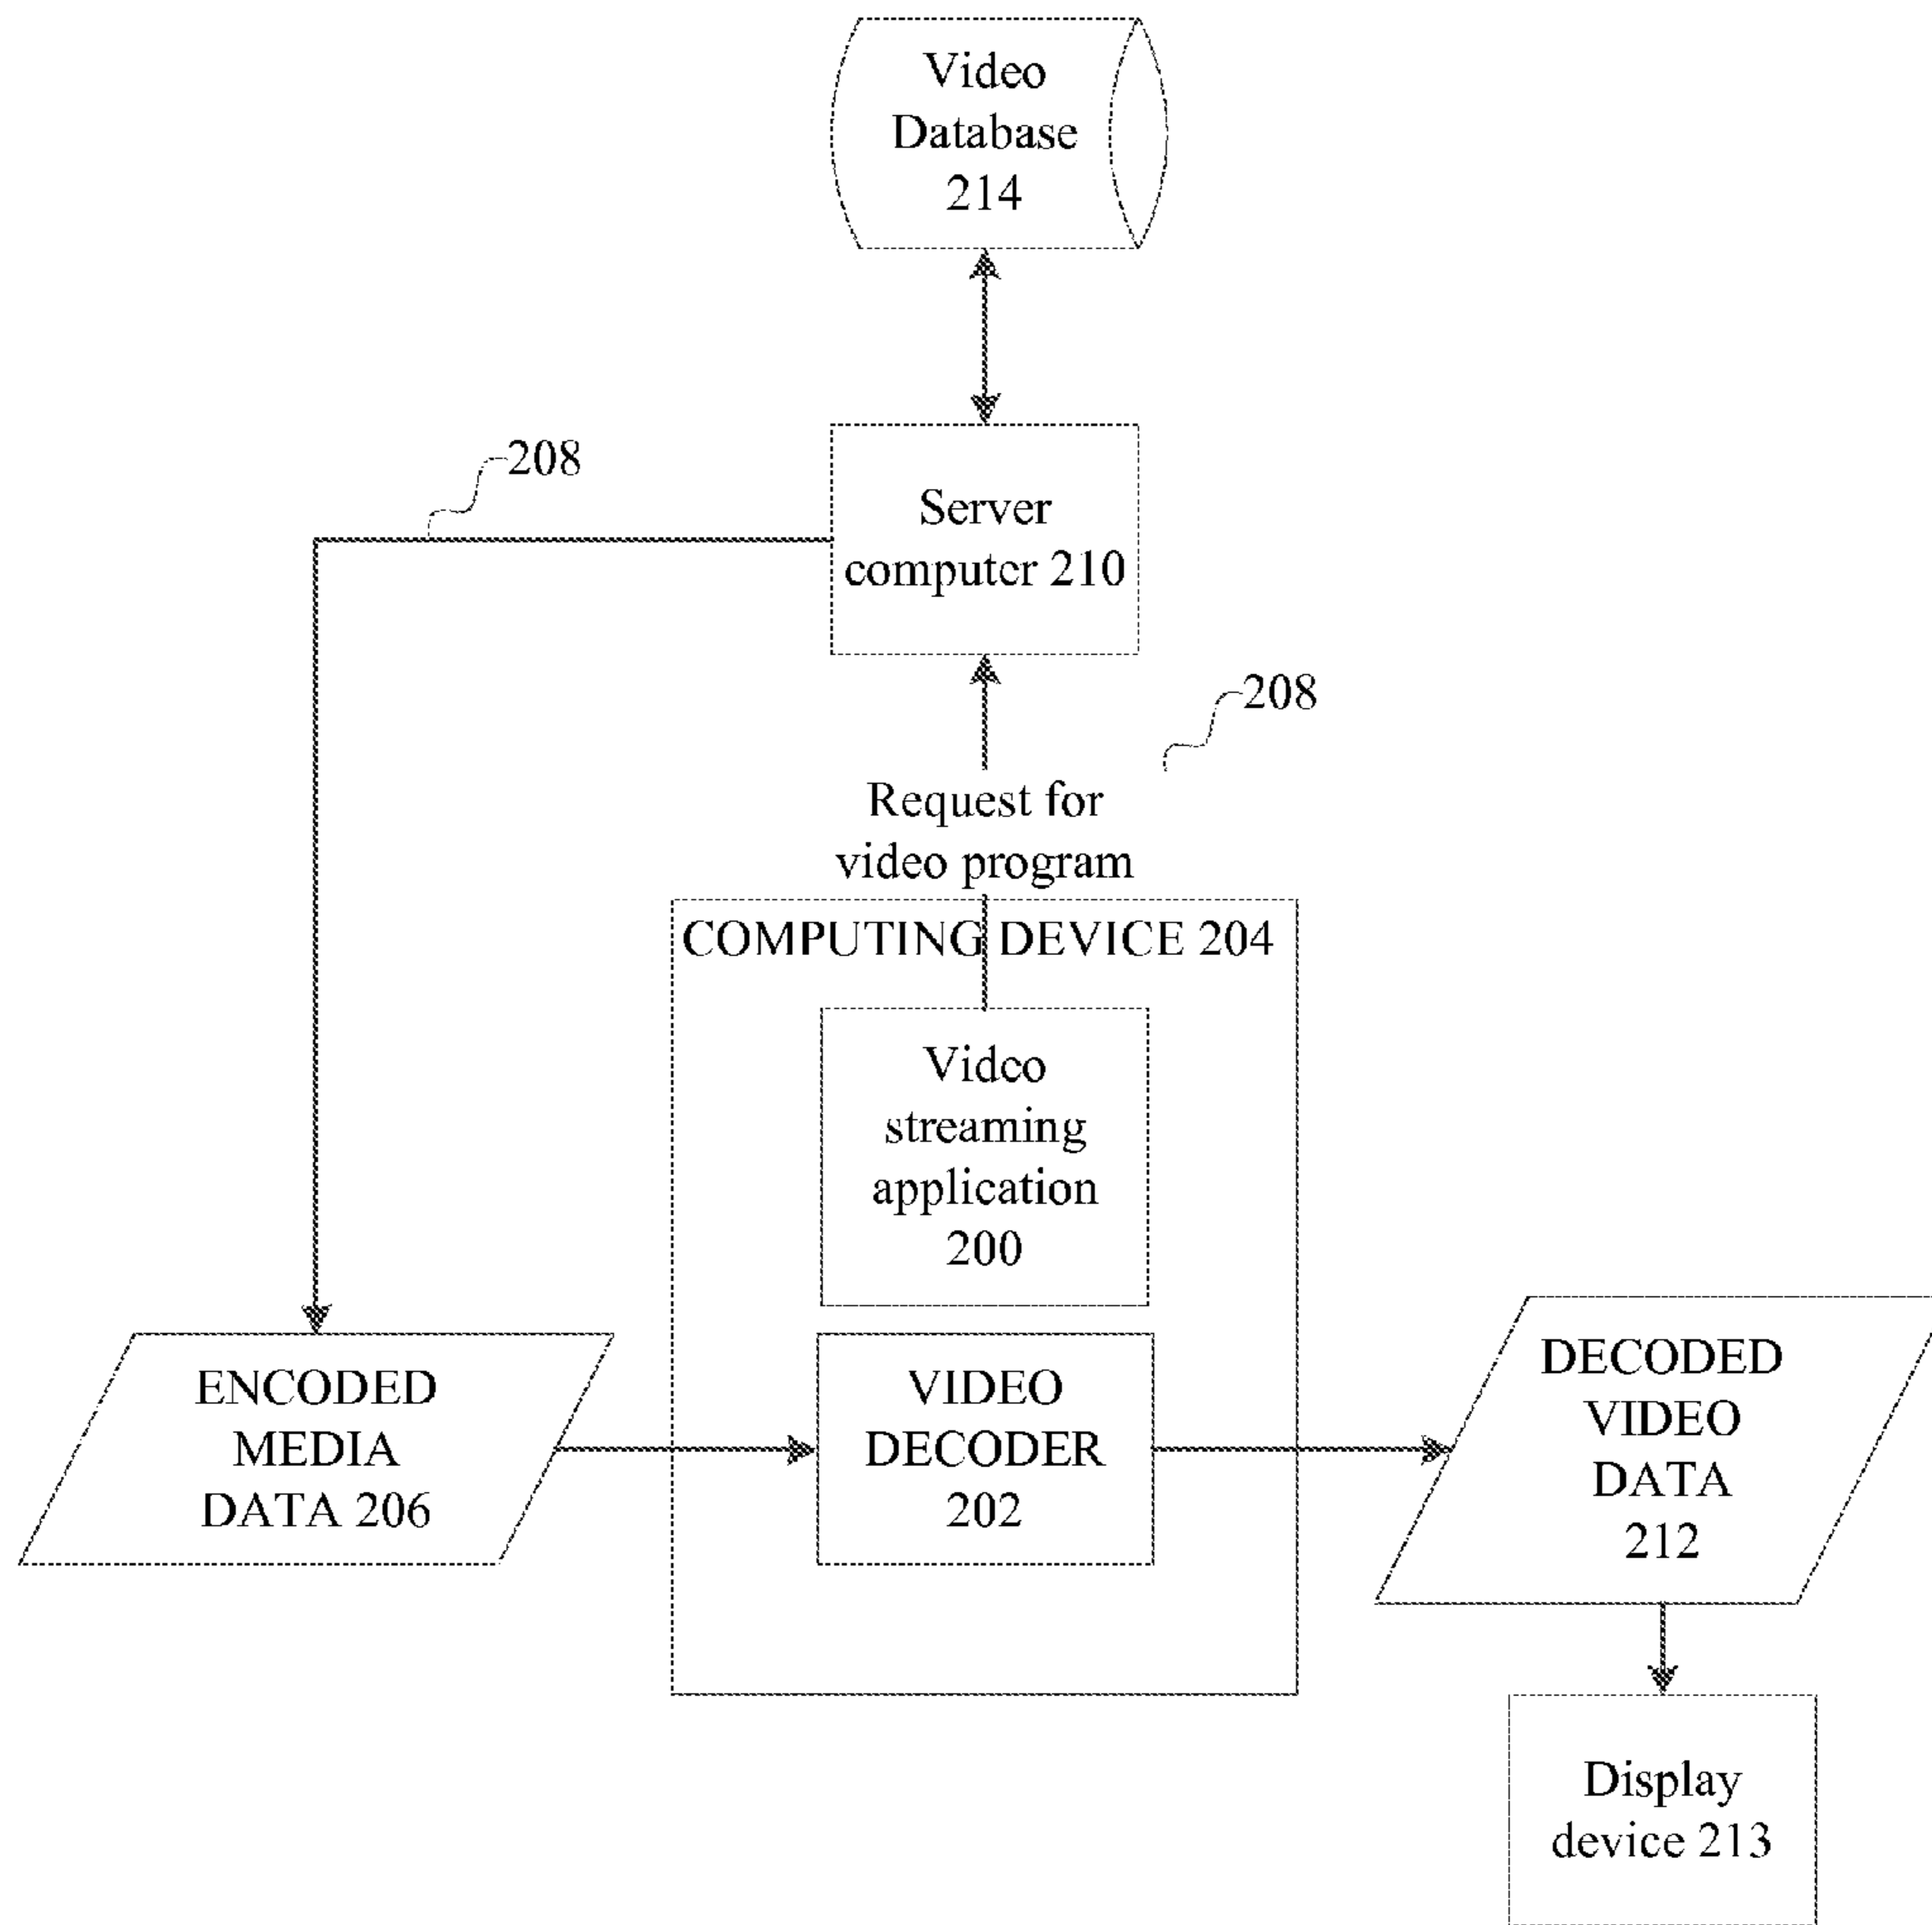 Video
Database
214
208
Server
computer 210
208
Request for
video program
COMPUTING DEVICE 204
Video
streaming
application
200
ENCODED
MEDIA
DATA 206
VIDEO
DECODER
202
DECODED
VIDEO
DATA
212
Display
device 213